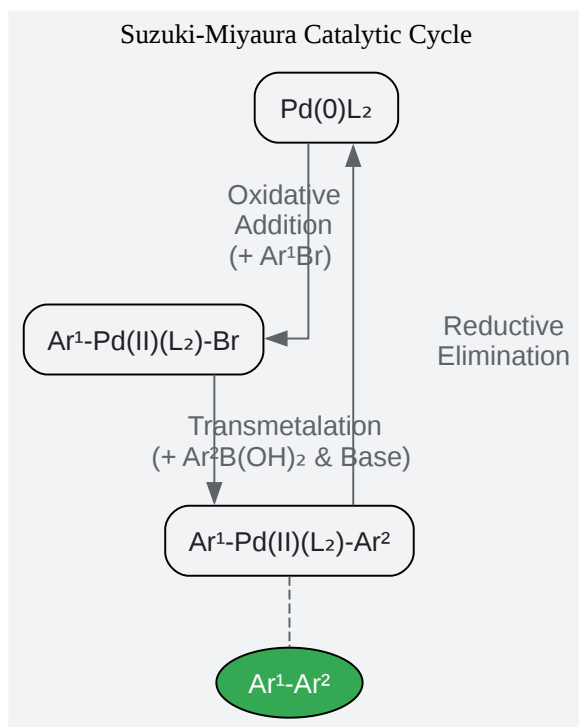 Suzuki-Miyaura Catalytic Cycle
Pd(0)L₂
Oxidative
Addition
(+ Ar¹Br)
Ar¹-Pd(II)(L₂)-Br
Reductive
Elimination
Transmetalation
(+ Ar²B(OH)₂ & Base)
Ar¹-Pd(II)(L₂)-Ar²
Ar¹-Ar²